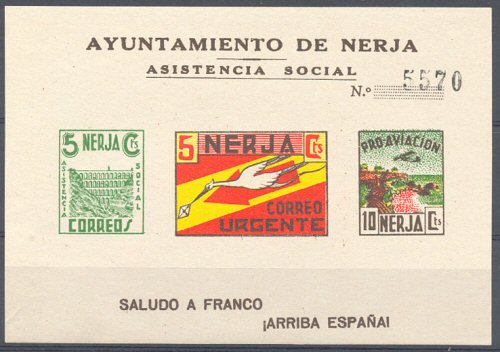 AYUNTAMIENTO DE NERJA
ASISTENCIA SOCIAL
N.º 5570
5 NERJA Cts
ASISTENCIA
SOCIAL
CORREOS
5 NERJA Cts
CORREO
URGENTE
PRO-AVIACION
10 NERJA Cts
SALUDO A FRANCO
¡ARRIBA ESPAÑA!